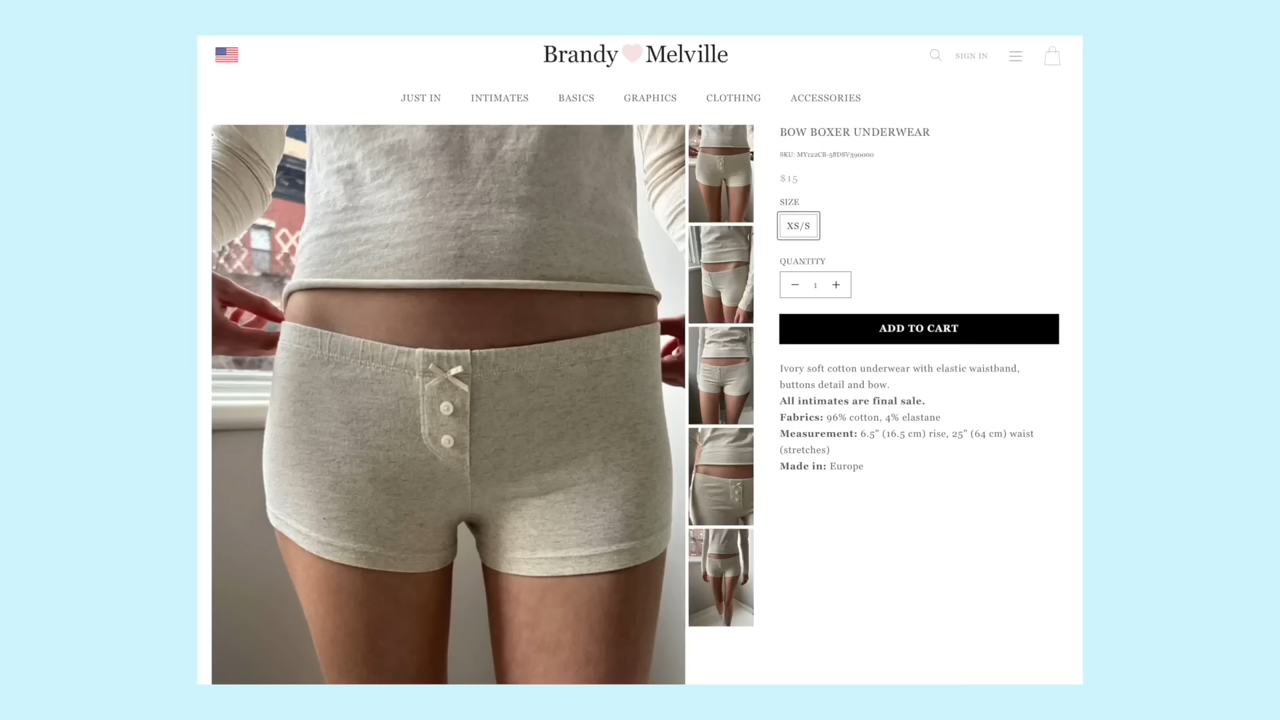 Brandy Melville
SIGN IN
JUST IN
INTIMATES
BASICS
GRAPHICS
CLOTHING
ACCESSORIES
BOW BOXER UNDERWEAR
SKU: MY122CB-58DSV390000
$15
SIZE
XS/S
QUANTITY
− 1 +
ADD TO CART
Ivory soft cotton underwear with elastic waistband,
buttons detail and bow.
All intimates are final sale.
Fabrics: 96% cotton, 4% elastane
Measurement: 6.5" (16.5 cm) rise, 25" (64 cm) waist
(stretches)
Made in: Europe